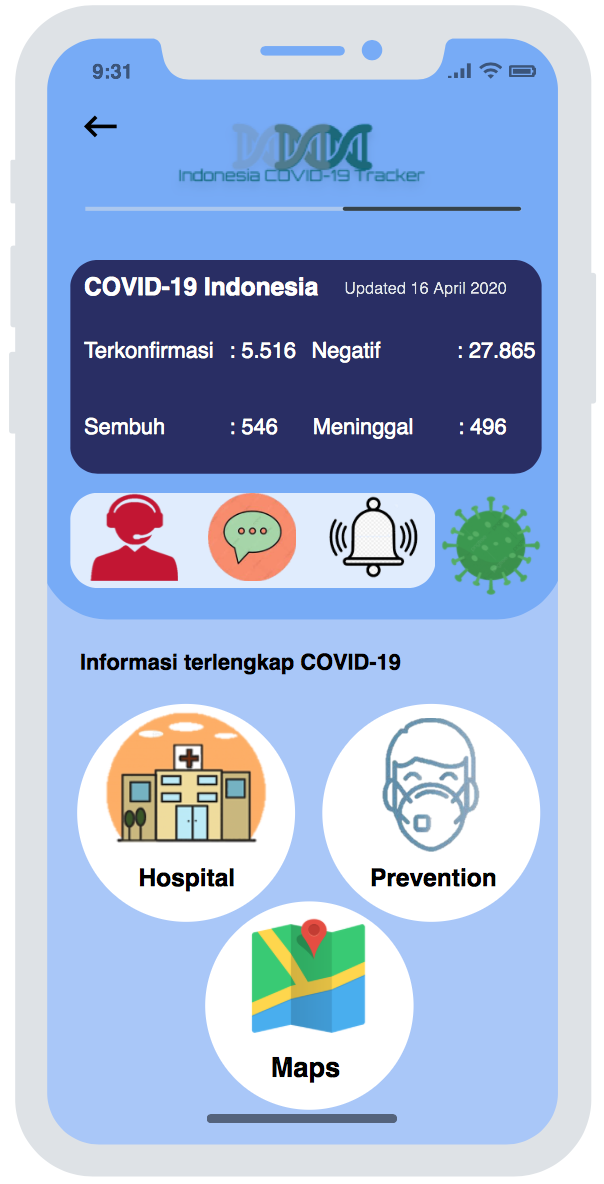 9:31
Indonesia COVID-19 Tracker
COVID-19 Indonesia Updated 16 April 2020
Terkonfirmasi : 5.516 Negatif : 27.865
Sembuh : 546 Meninggal : 496
Informasi terlengkap COVID-19
Hospital Prevention
Maps